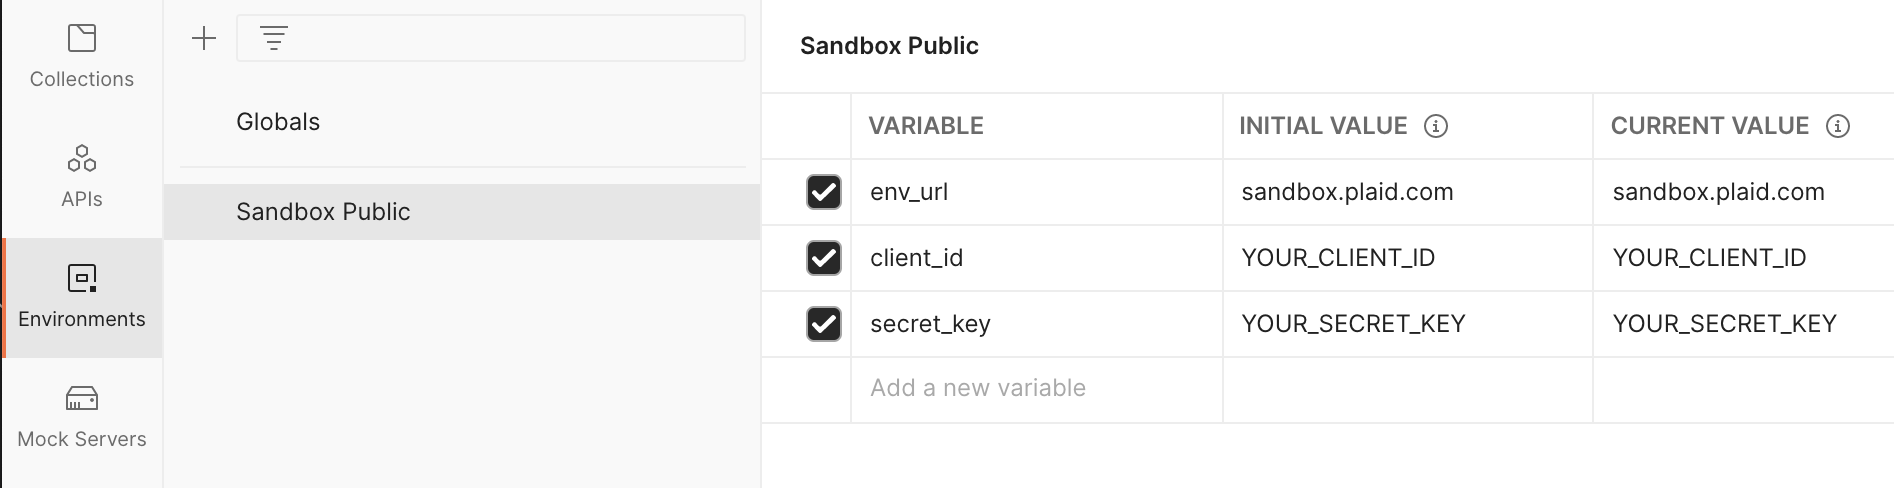 Collections
APIs
Environments
Mock Servers
Globals
Sandbox Public
Sandbox Public
VARIABLE INITIAL VALUE CURRENT VALUE
env_url sandbox.plaid.com sandbox.plaid.com
client_id YOUR_CLIENT_ID YOUR_CLIENT_ID
secret_key YOUR_SECRET_KEY YOUR_SECRET_KEY
Add a new variable